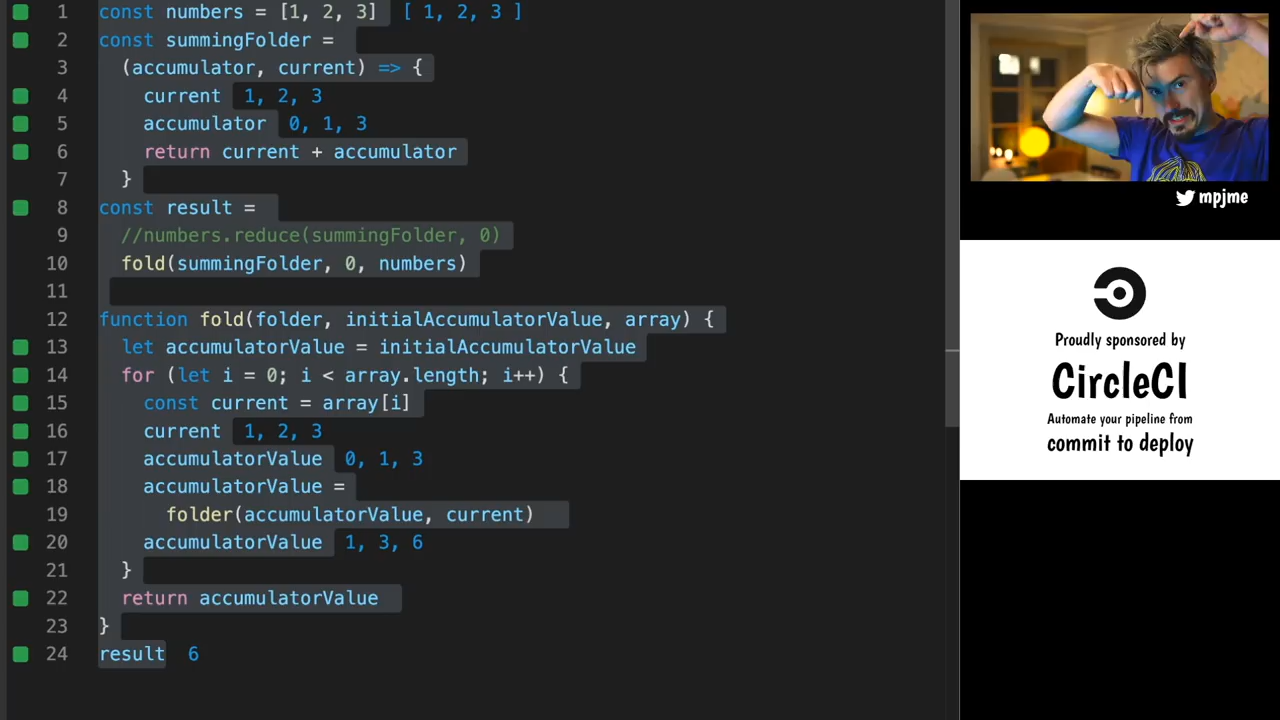 1 const numbers = [1, 2, 3] [ 1, 2, 3 ]
2 const summingFolder =
3 (accumulator, current) => {
4 current 1, 2, 3
5 accumulator 0, 1, 3
6 return current + accumulator
7 }
8 const result =
9 //numbers.reduce(summingFolder, 0)
10 fold(summingFolder, 0, numbers)
11
12 function fold(folder, initialAccumulatorValue, array) {
13 let accumulatorValue = initialAccumulatorValue
14 for (let i = 0; i < array.length; i++) {
15 const current = array[i]
16 current 1, 2, 3
17 accumulatorValue 0, 1, 3
18 accumulatorValue =
19 folder(accumulatorValue, current)
20 accumulatorValue 1, 3, 6
21 }
22 return accumulatorValue
23 }
24 result 6
mpjme
Proudly sponsored by
CircleCI
Automate your pipeline from
commit to deploy